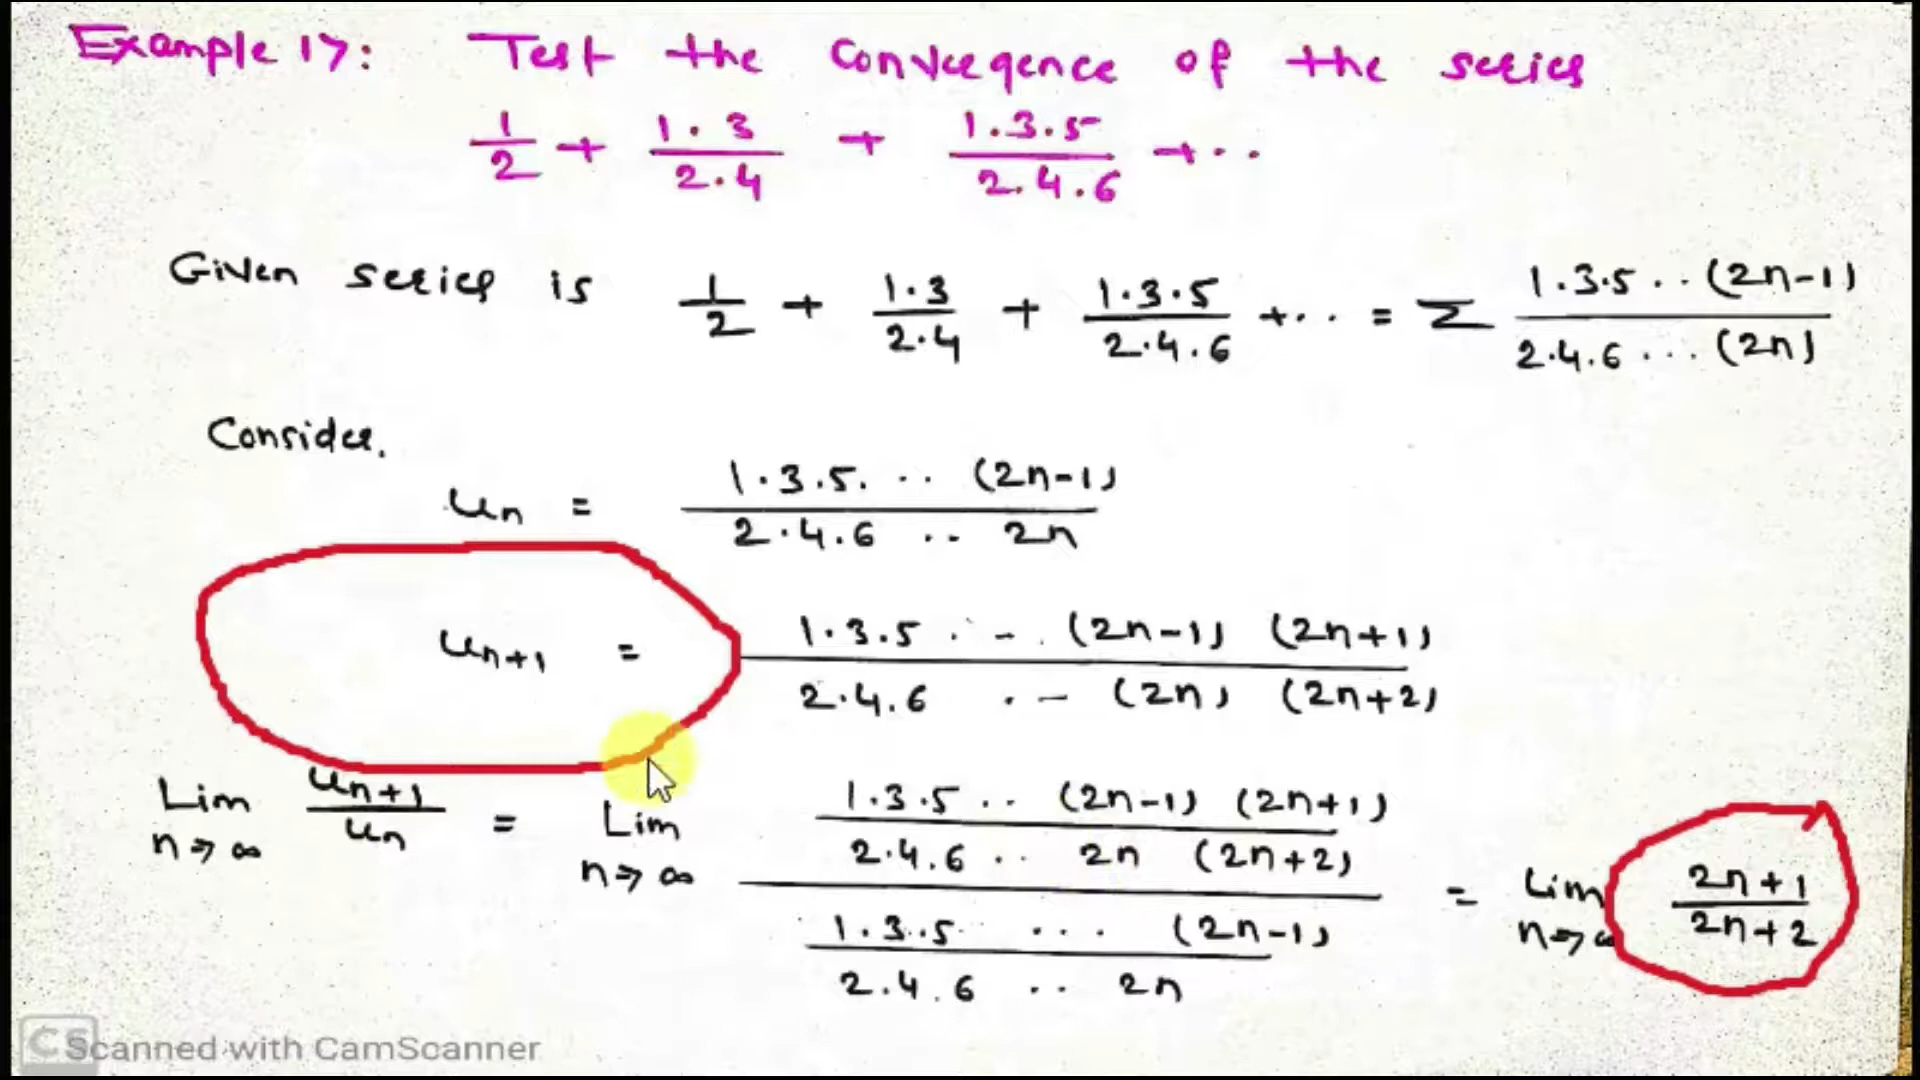 Example 17: Test the convergence of the series
1/2 + 1.3/2.4 + 1.3.5/2.4.6 + ..
Given series is 1/2 + 1.3/2.4 + 1.3.5/2.4.6 + ... = Σ 1.3.5..(2n-1)/2.4.6...(2n)
Consider.
un = 1.3.5. .. (2n-1)/2.4.6 .. 2n
un+1 = 1.3.5 . - . (2n-1) (2n+1)/2.4.6 . - (2n) (2n+2)
Lim n→∞ un+1/un = Lim n→∞ (1.3.5 .. (2n-1) (2n+1)/2.4.6 .. 2n (2n+2))/(1.3.5 ... (2n-1)/2.4.6 .. 2n) = Lim n→∞ 2n+1/2n+2
CS Scanned with CamScanner